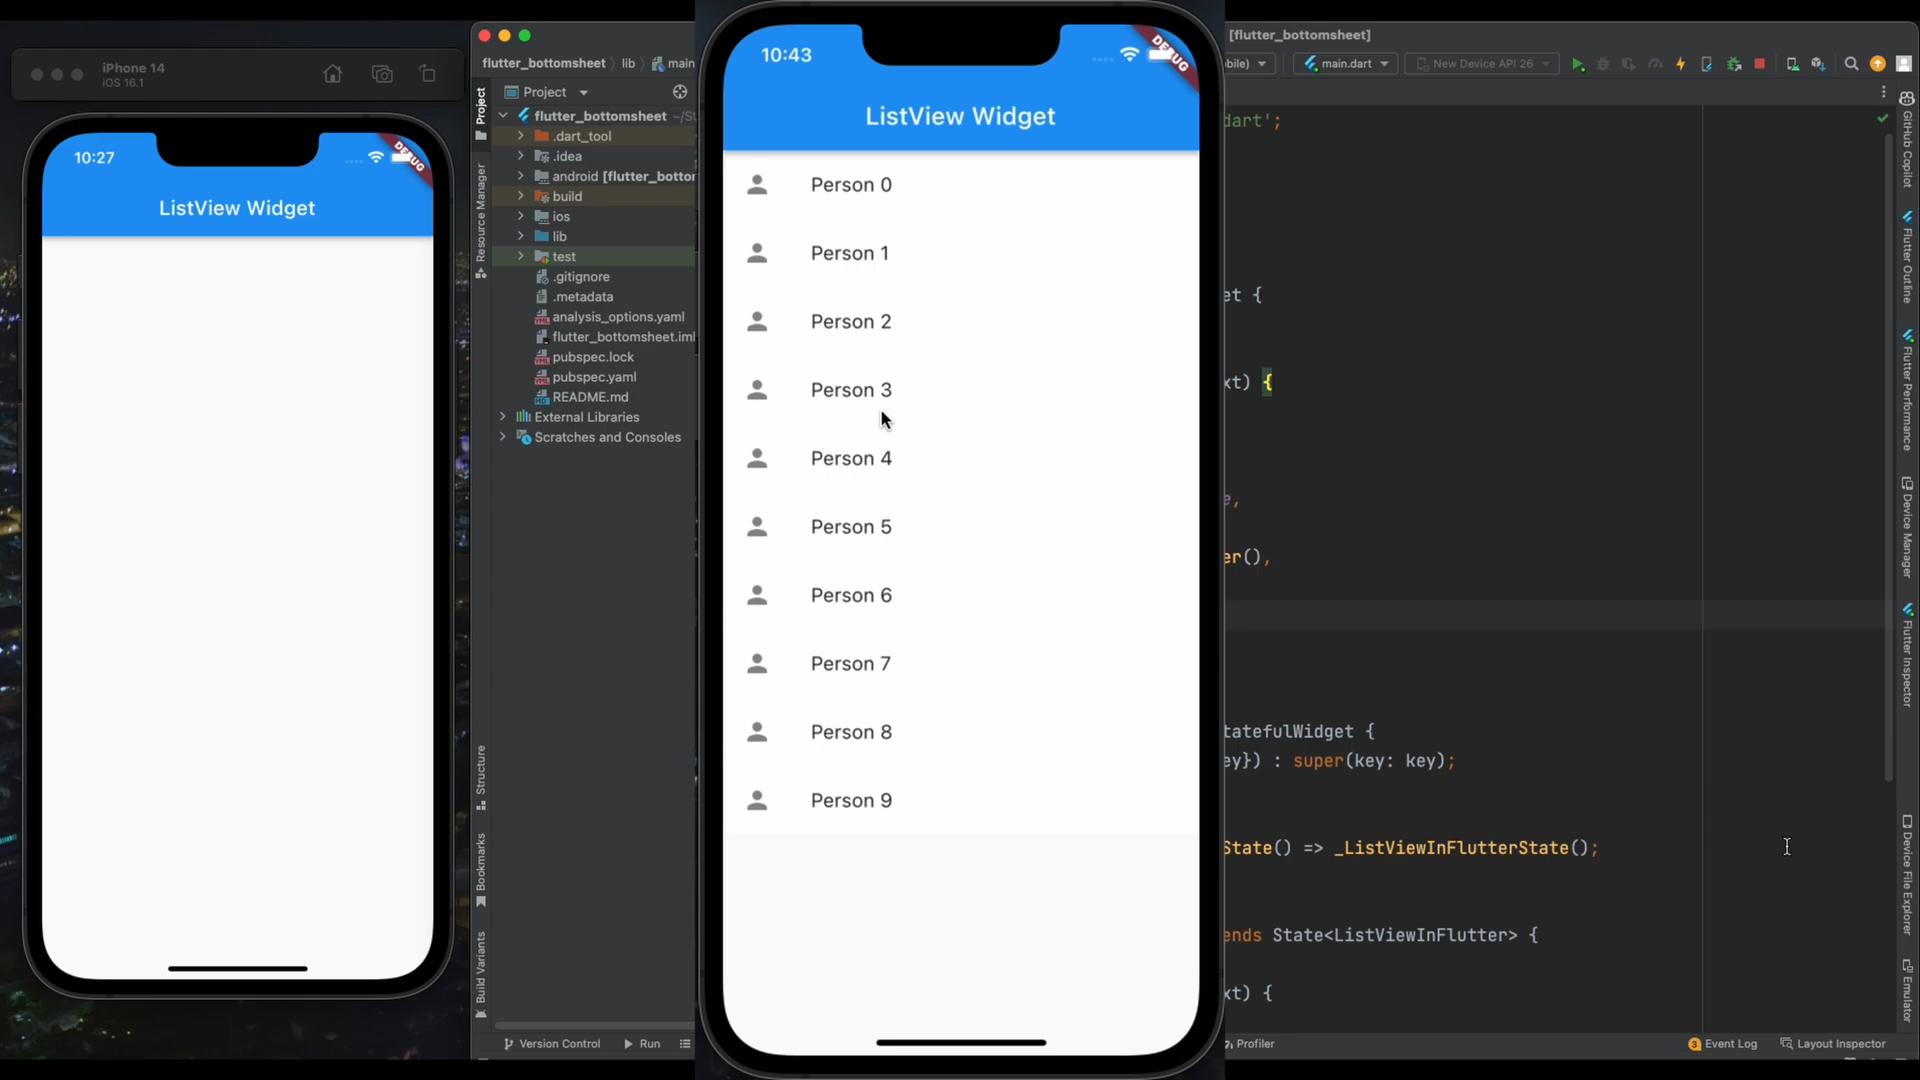 iPhone 14
iOS 16.1
10:27
DEBUG
ListView Widget
flutter_bottomsheet
lib
main
Project
Project
Resource Manager
Structure
Bookmarks
Build Variants
flutter_bottomsheet
.dart_tool
.idea
android [flutter_bottor
build
ios
lib
test
.gitignore
.metadata
analysis_options.yaml
flutter_bottomsheet.iml
pubspec.lock
pubspec.yaml
README.md
External Libraries
Scratches and Consoles
Version Control
Run
10:43
DEBUG
ListView Widget
Person 0
Person 1
Person 2
Person 3
Person 4
Person 5
Person 6
Person 7
Person 8
Person 9
[flutter_bottomsheet]
bile)
main.dart
New Device API 26
dart';
et {
xt) {
e,
er(),
tatefulWidget {
ey}) : super(key: key);
State() => _ListViewInFlutterState();
ends State<ListViewInFlutter> {
xt) {
Profiler
3 Event Log
Layout Inspector
GitHub Copilot
Flutter Outline
Flutter Performance
Device Manager
Flutter Inspector
Device File Explorer
Emulator